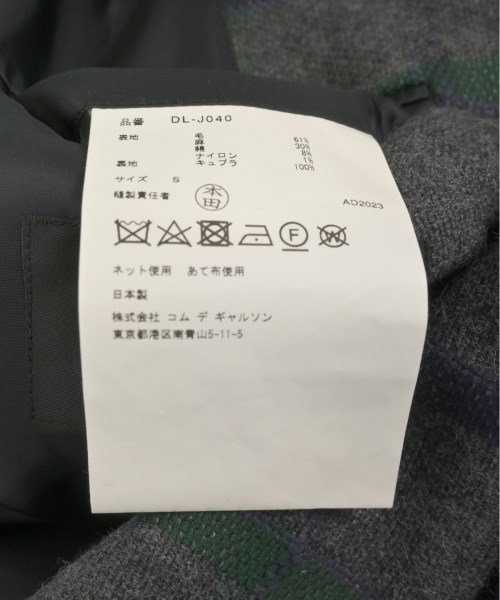 品番 DL-J040
表地 毛 61%
麻 30%
綿 8%
ナイロン 1%
裏地 キュプラ 100%
サイズ S
縫製責任者 本田
AD2023
F
W
ネット使用 あて布使用
日本製
株式会社 コム デ ギャルソン
東京都港区南青山5-11-5